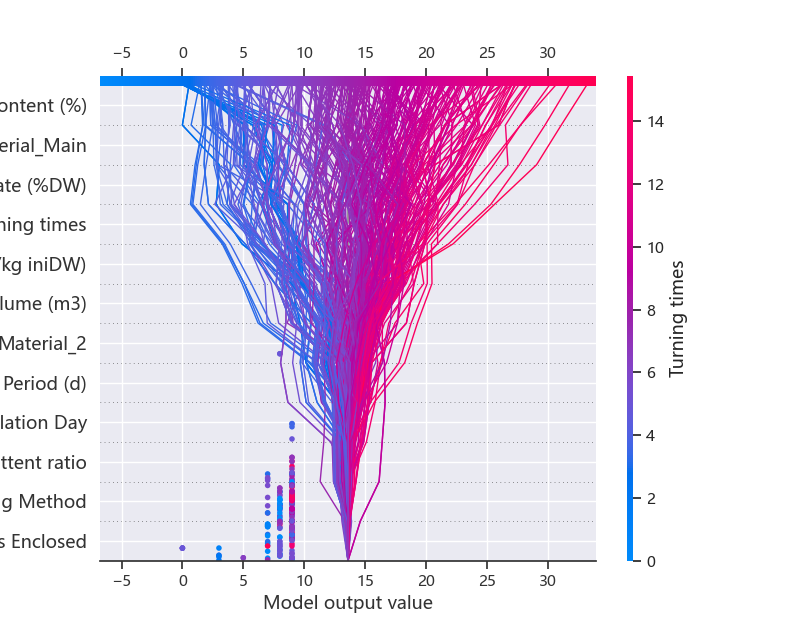 −5 0 5 10 15 20 25 30
ontent (%)
erial_Main
ate (%DW)
ning times
/kg iniDW)
lume (m3)
Material_2
Period (d)
lation Day
ttent ratio
g Method
s Enclosed
−5 0 5 10 15 20 25 30
Model output value
14
12
10
8
6
4
2
0
Turning times